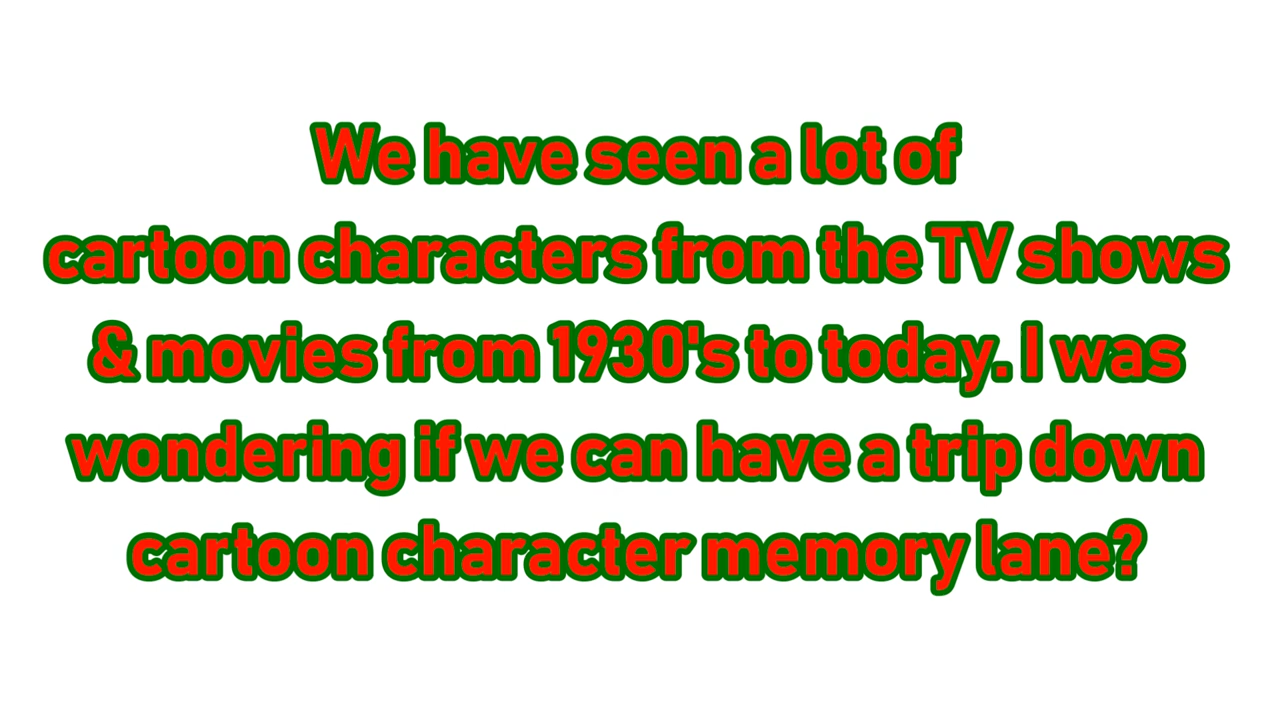 We have seen a lot of
cartoon characters from the TV shows
& movies from 1930's to today. I was
wondering if we can have a trip down
cartoon character memory lane?